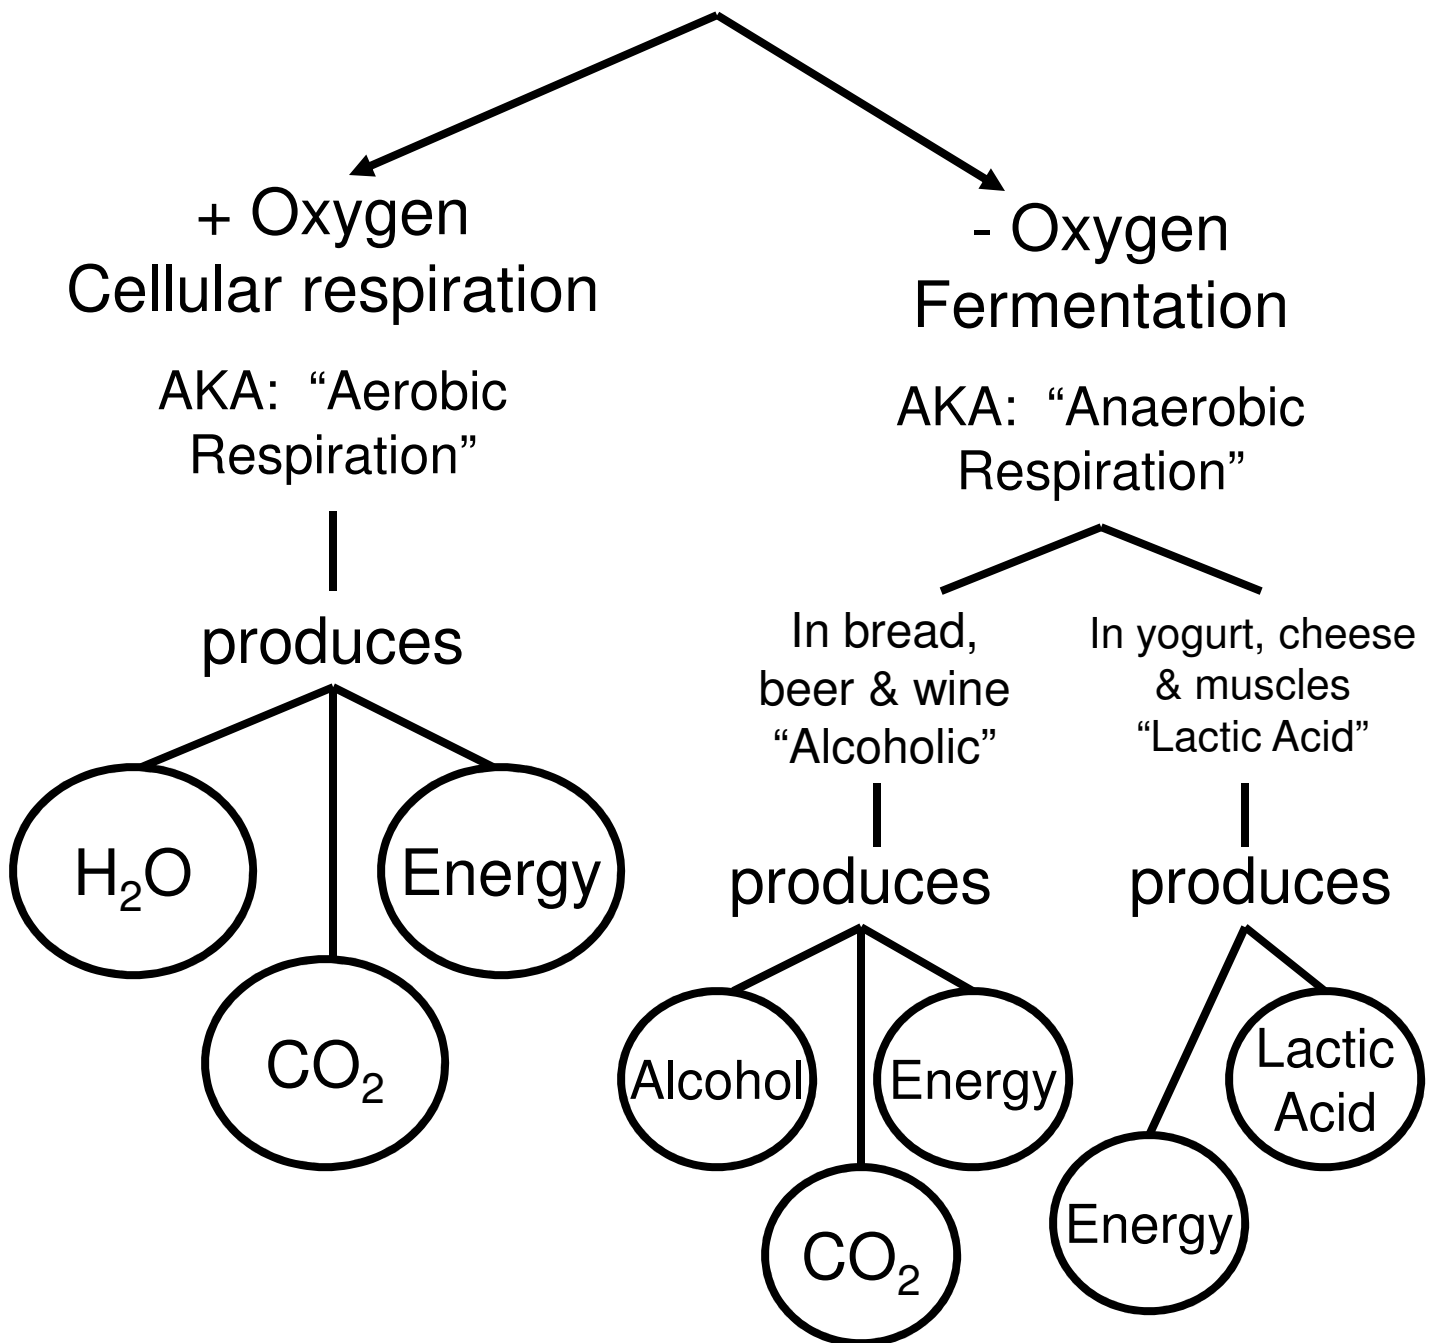 + Oxygen
Cellular respiration
AKA: “Aerobic
Respiration”
produces
H₂O
CO₂
Energy
- Oxygen
Fermentation
AKA: “Anaerobic
Respiration”
In bread,
beer & wine
“Alcoholic”
produces
Alcohol
CO₂
Energy
In yogurt, cheese
& muscles
“Lactic Acid”
produces
Energy
Lactic
Acid